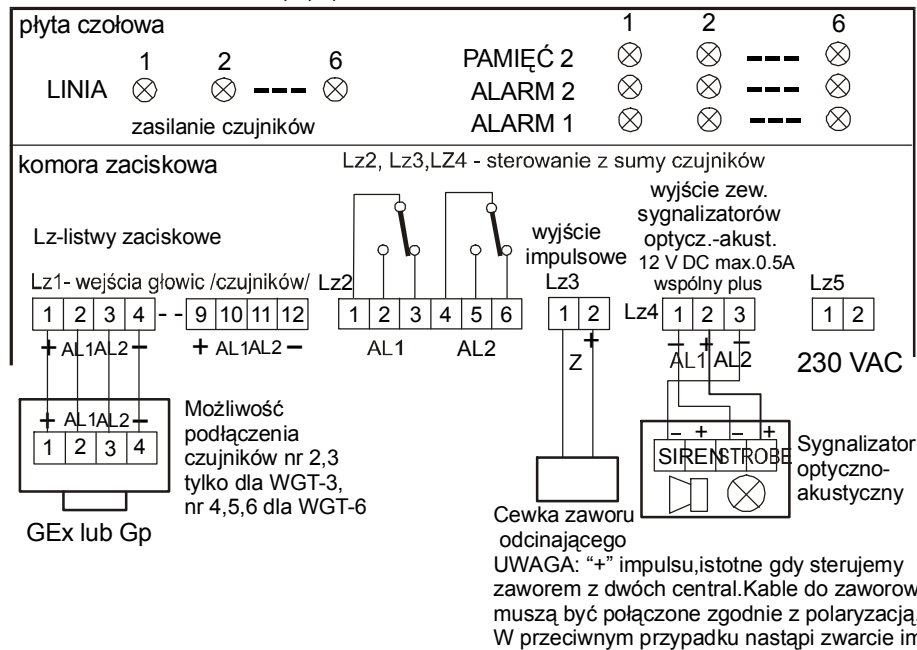 płyta czołowa
1 2 6
LINIA
zasilanie czujników
1 2 6
PAMIĘĆ 2
ALARM 2
ALARM 1
komora zaciskowa
Lz2, Lz3,LZ4 - sterowanie z sumy czujników
Lz-listwy zaciskowe
Lz1- wejścia głowic /czujników/
1 2 3 4 - - 9 10 11 12
+ AL1 AL2 − + AL1 AL2 −
Lz2
1 2 3 4 5 6
AL1 AL2
wyjście
impulsowe
Lz3
1 2
Z +
wyjście zew.
sygnalizatorów
optycz.-akust.
12 V DC max.0.5A
wspólny plus
Lz4 1 2 3
− + −
AL1 AL2
Lz5
1 2
230 VAC
+ AL1 AL2 −
1 2 3 4
GEx lub Gp
Możliwość
podłączenia
czujników nr 2,3
tylko dla WGT-3,
nr 4,5,6 dla WGT-6
Cewka zaworu
odcinającego
− + − +
SIREN STROBE
Sygnalizator
optyczno-
akustyczny
UWAGA: “+” impulsu,istotne gdy sterujemy
zaworem z dwóch central.Kable do zaworow
muszą być połączone zgodnie z polaryzacją.
W przeciwnym przypadku nastąpi zwarcie im